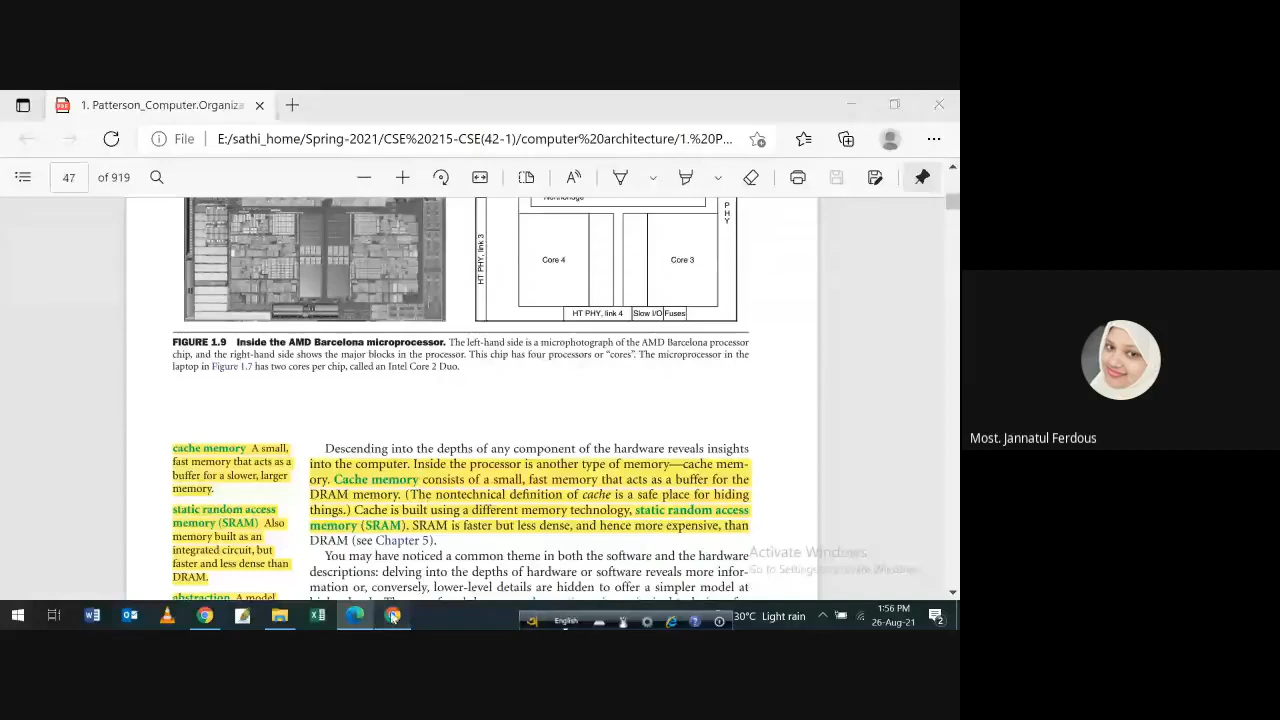 1. Patterson_Computer.Organiza
File
E:/sathi_home/Spring-2021/CSE%20215-CSE(42-1)/computer%20architecture/1.%20P...
47 of 919
PHY
HT PHY, link 3
Core 4
Core 3
HT PHY, link 4 Slow I/O Fuses
FIGURE 1.9 Inside the AMD Barcelona microprocessor. The left-hand side is a microphotograph of the AMD Barcelona processor
chip, and the right-hand side shows the major blocks in the processor. This chip has four processors or “cores”. The microprocessor in the
laptop in Figure 1.7 has two cores per chip, called an Intel Core 2 Duo.
cache memory A small,
fast memory that acts as a
buffer for a slower, larger
memory.
static random access
memory (SRAM) Also
memory built as an
integrated circuit, but
faster and less dense than
DRAM.
abstraction A model
Descending into the depths of any component of the hardware reveals insights
into the computer. Inside the processor is another type of memory—cache mem-
ory. Cache memory consists of a small, fast memory that acts as a buffer for the
DRAM memory. (The nontechnical definition of cache is a safe place for hiding
things.) Cache is built using a different memory technology, static random access
memory (SRAM). SRAM is faster but less dense, and hence more expensive, than
DRAM (see Chapter 5).
You may have noticed a common theme in both the software and the hardware
descriptions: delving into the depths of hardware or software reveals more infor-
mation or, conversely, lower-level details are hidden to offer a simpler model at
Activate Windows
Go to Settings to activate Windows.
English
30°C Light rain
1:56 PM
26-Aug-21
2
Most. Jannatul Ferdous